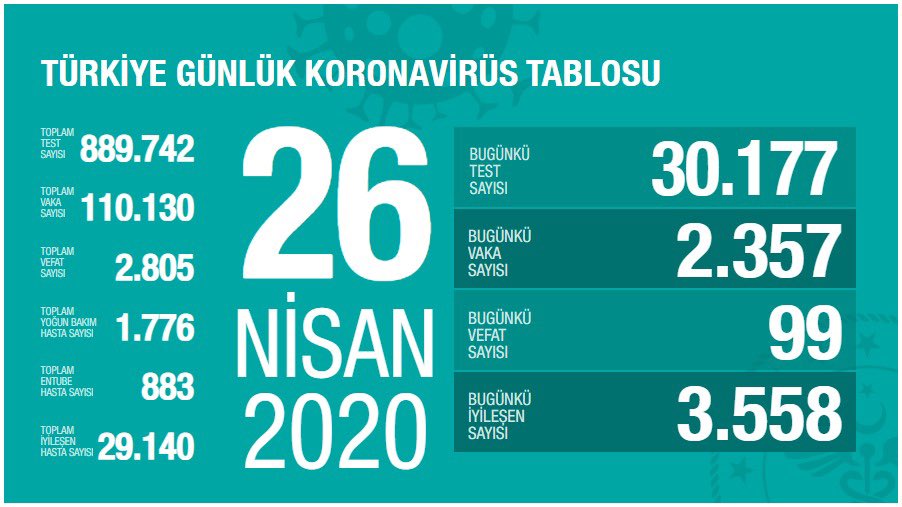 TÜRKİYE GÜNLÜK KORONAVİRÜS TABLOSU
TOPLAM
TEST
SAYISI
889.742
TOPLAM
VAKA
SAYISI
110.130
TOPLAM
VEFAT
SAYISI
2.805
TOPLAM
YOĞUN BAKIM
HASTA SAYISI
1.776
TOPLAM
ENTUBE
HASTA SAYISI
883
TOPLAM
İYİLEŞEN
HASTA SAYISI
29.140
26
NİSAN
2020
BUGÜNKÜ
TEST
SAYISI
30.177
BUGÜNKÜ
VAKA
SAYISI
2.357
BUGÜNKÜ
VEFAT
SAYISI
99
BUGÜNKÜ
İYİLEŞEN
SAYISI
3.558